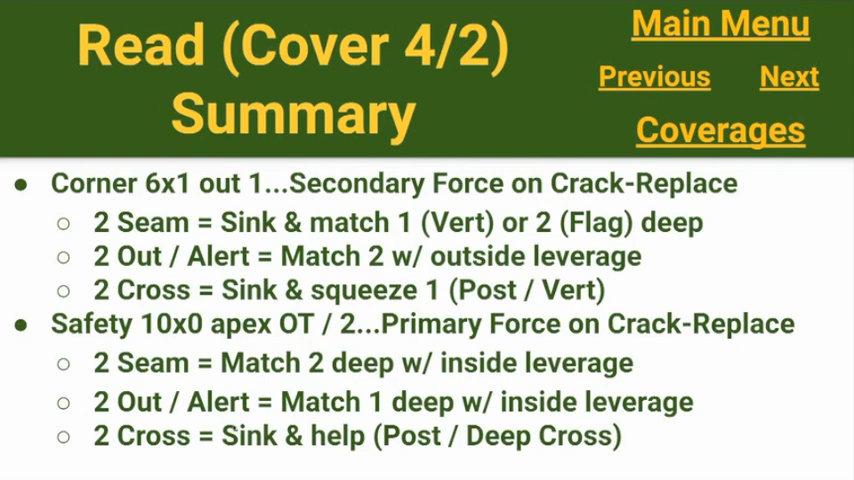 Read (Cover 4/2)
Summary
Main Menu
Previous Next
Coverages
● Corner 6x1 out 1...Secondary Force on Crack-Replace
○ 2 Seam = Sink & match 1 (Vert) or 2 (Flag) deep
○ 2 Out / Alert = Match 2 w/ outside leverage
○ 2 Cross = Sink & squeeze 1 (Post / Vert)
● Safety 10x0 apex OT / 2...Primary Force on Crack-Replace
○ 2 Seam = Match 2 deep w/ inside leverage
○ 2 Out / Alert = Match 1 deep w/ inside leverage
○ 2 Cross = Sink & help (Post / Deep Cross)